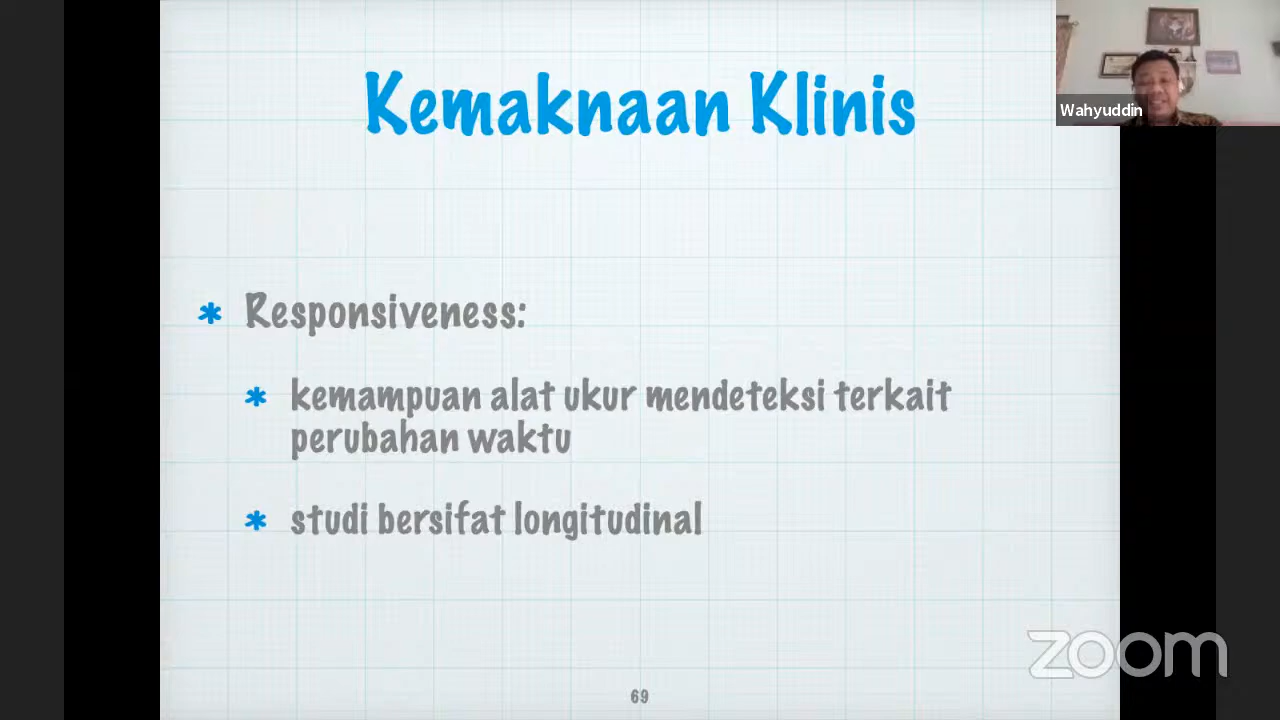 Kemaknaan Klinis
Wahyuddin
* Responsiveness:
* kemampuan alat ukur mendeteksi terkait
perubahan waktu
* studi bersifat longitudinal
69
zoom